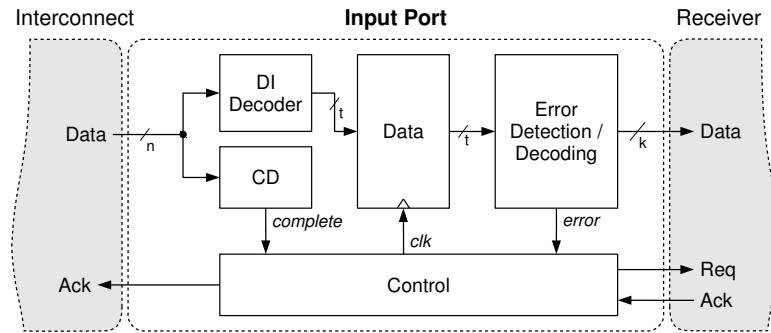 Interconnect
Input Port
Receiver
DI
Decoder
t
Data
n
CD
complete
Data
clk
t
Error
Detection /
Decoding
error
k
Data
Ack
Control
Req
Ack